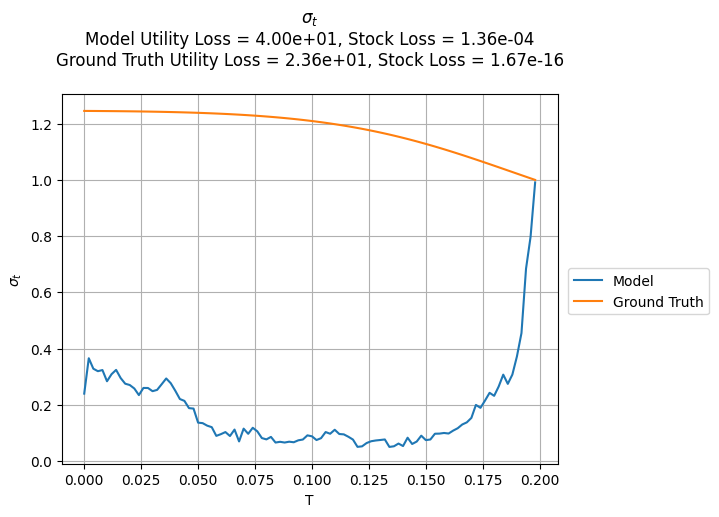 σt
Model Utility Loss = 4.00e+01, Stock Loss = 1.36e-04
Ground Truth Utility Loss = 2.36e+01, Stock Loss = 1.67e-16
1.2
1.0
0.8
0.6
0.4
0.2
0.0
σt
0.000 0.025 0.050 0.075 0.100 0.125 0.150 0.175 0.200
T
Model
Ground Truth